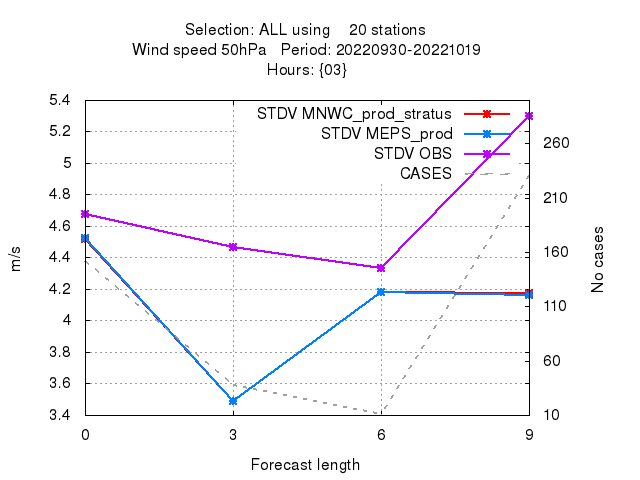 Selection: ALL using 20 stations
Wind speed 50hPa Period: 20220930-20221019
Hours: {03}
STDV MNWC_prod_stratus
STDV MEPS_prod
STDV OBS
CASES
5.4
5.2
5
4.8
4.6
4.4
4.2
4
3.8
3.6
3.4
m/s
260
210
160
110
60
10
No cases
0 3 6 9
Forecast length